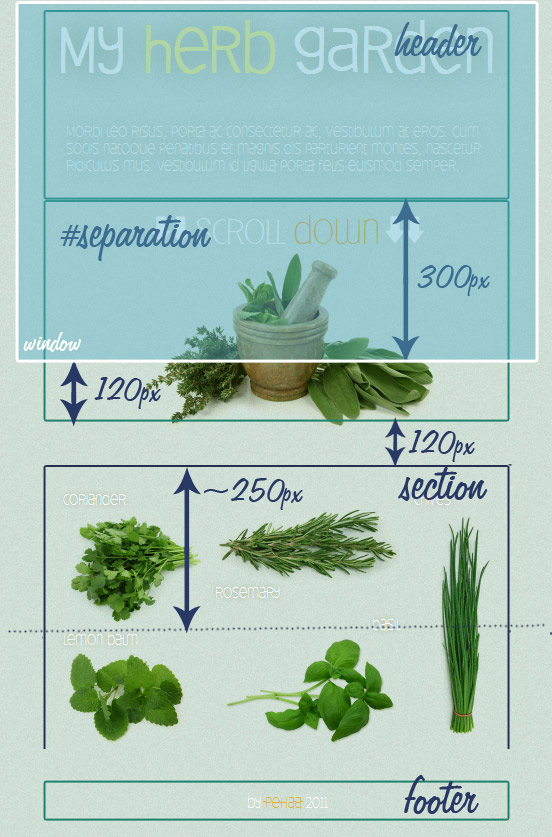 My herb garden
header
Morbi leo risus, porta ac consectetur ac, vestibulum at eros. Cum
sociis natoque penatibus et magnis dis parturient montes, nascetur
ridiculus mus. Vestibulum id ligula porta felis euismod semper.
#separation
SCROLL down
300px
window
120px
120px
section
~250px
coriander
Rosemary
basil
lemon balm
footer
by PeHaa 2011